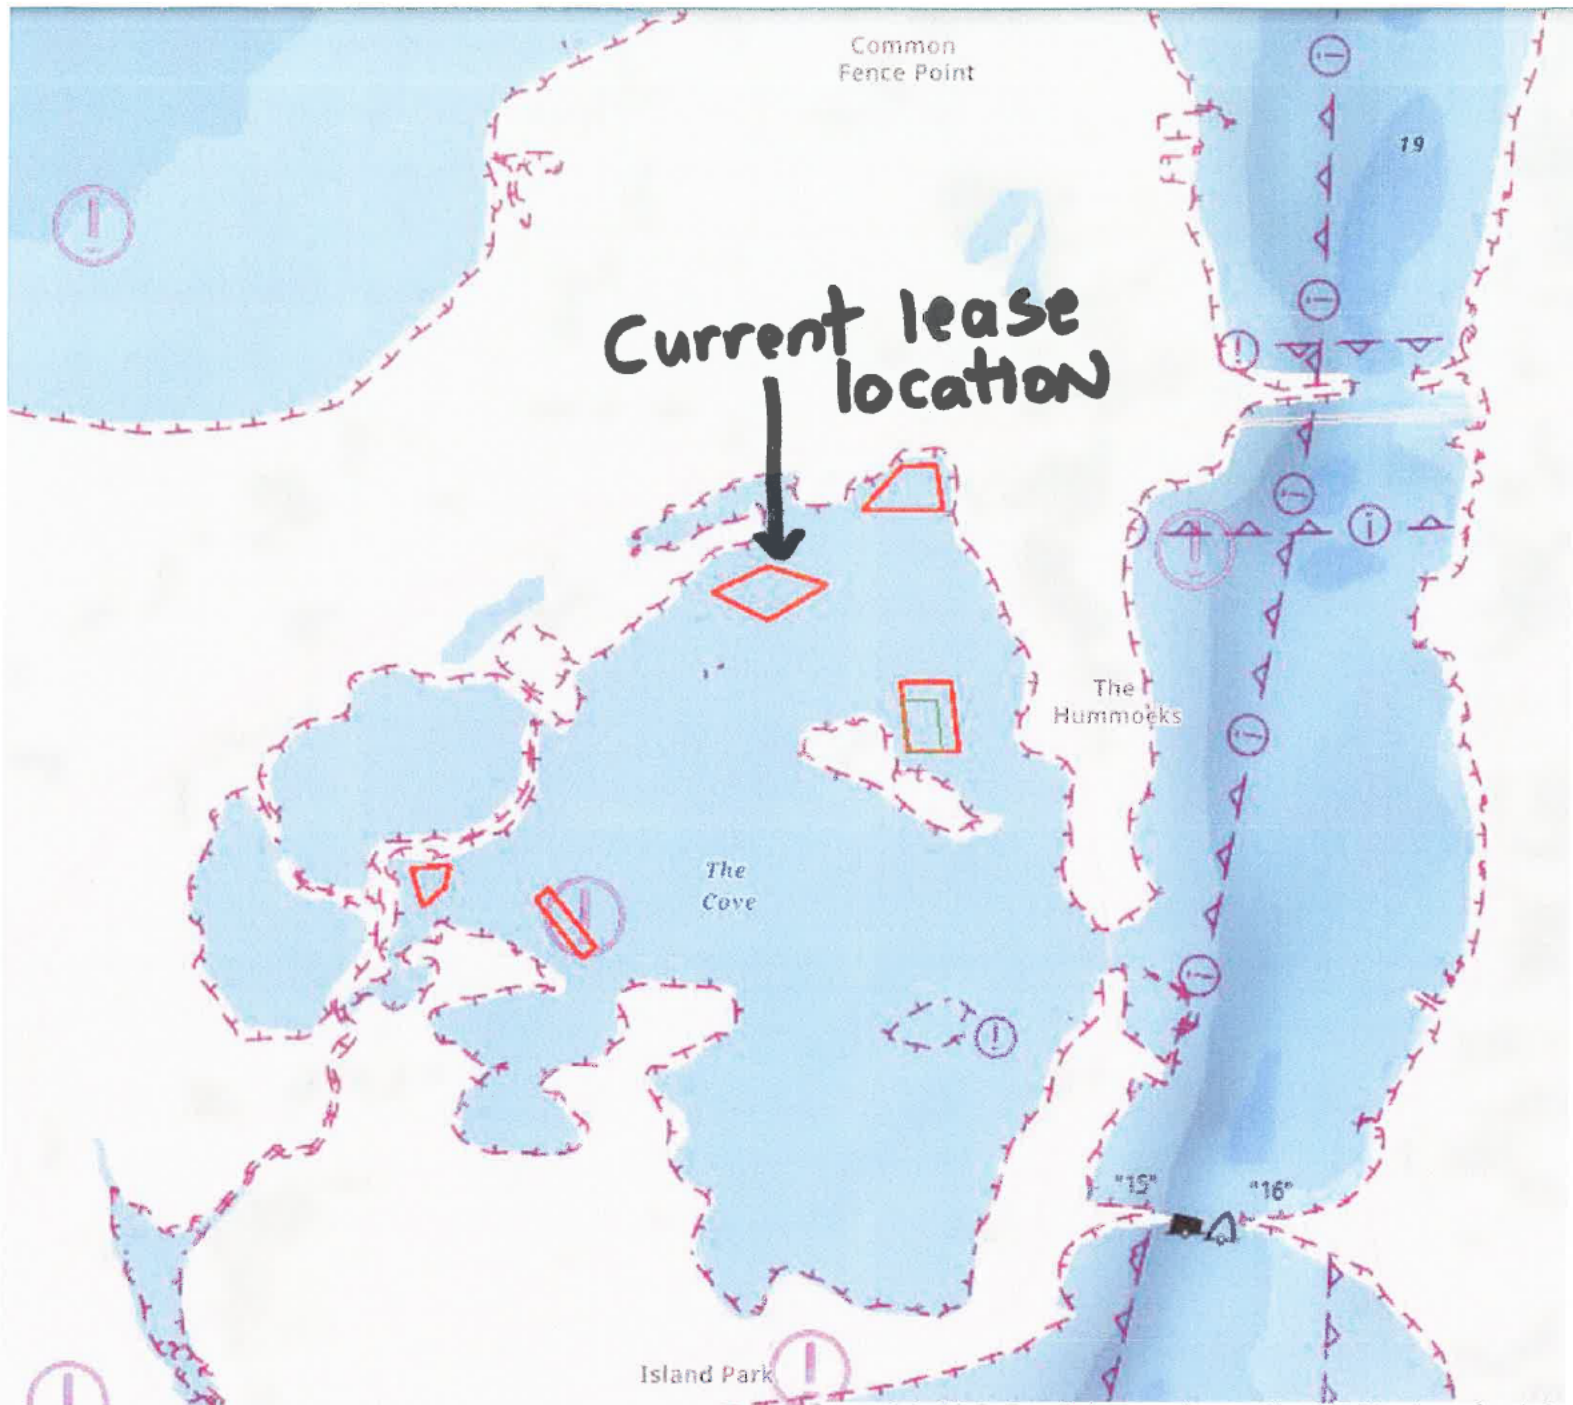 Common
Fence Point
19
Current lease
location
The
Hummocks
The
Cove
"15"
"16"
Island Park